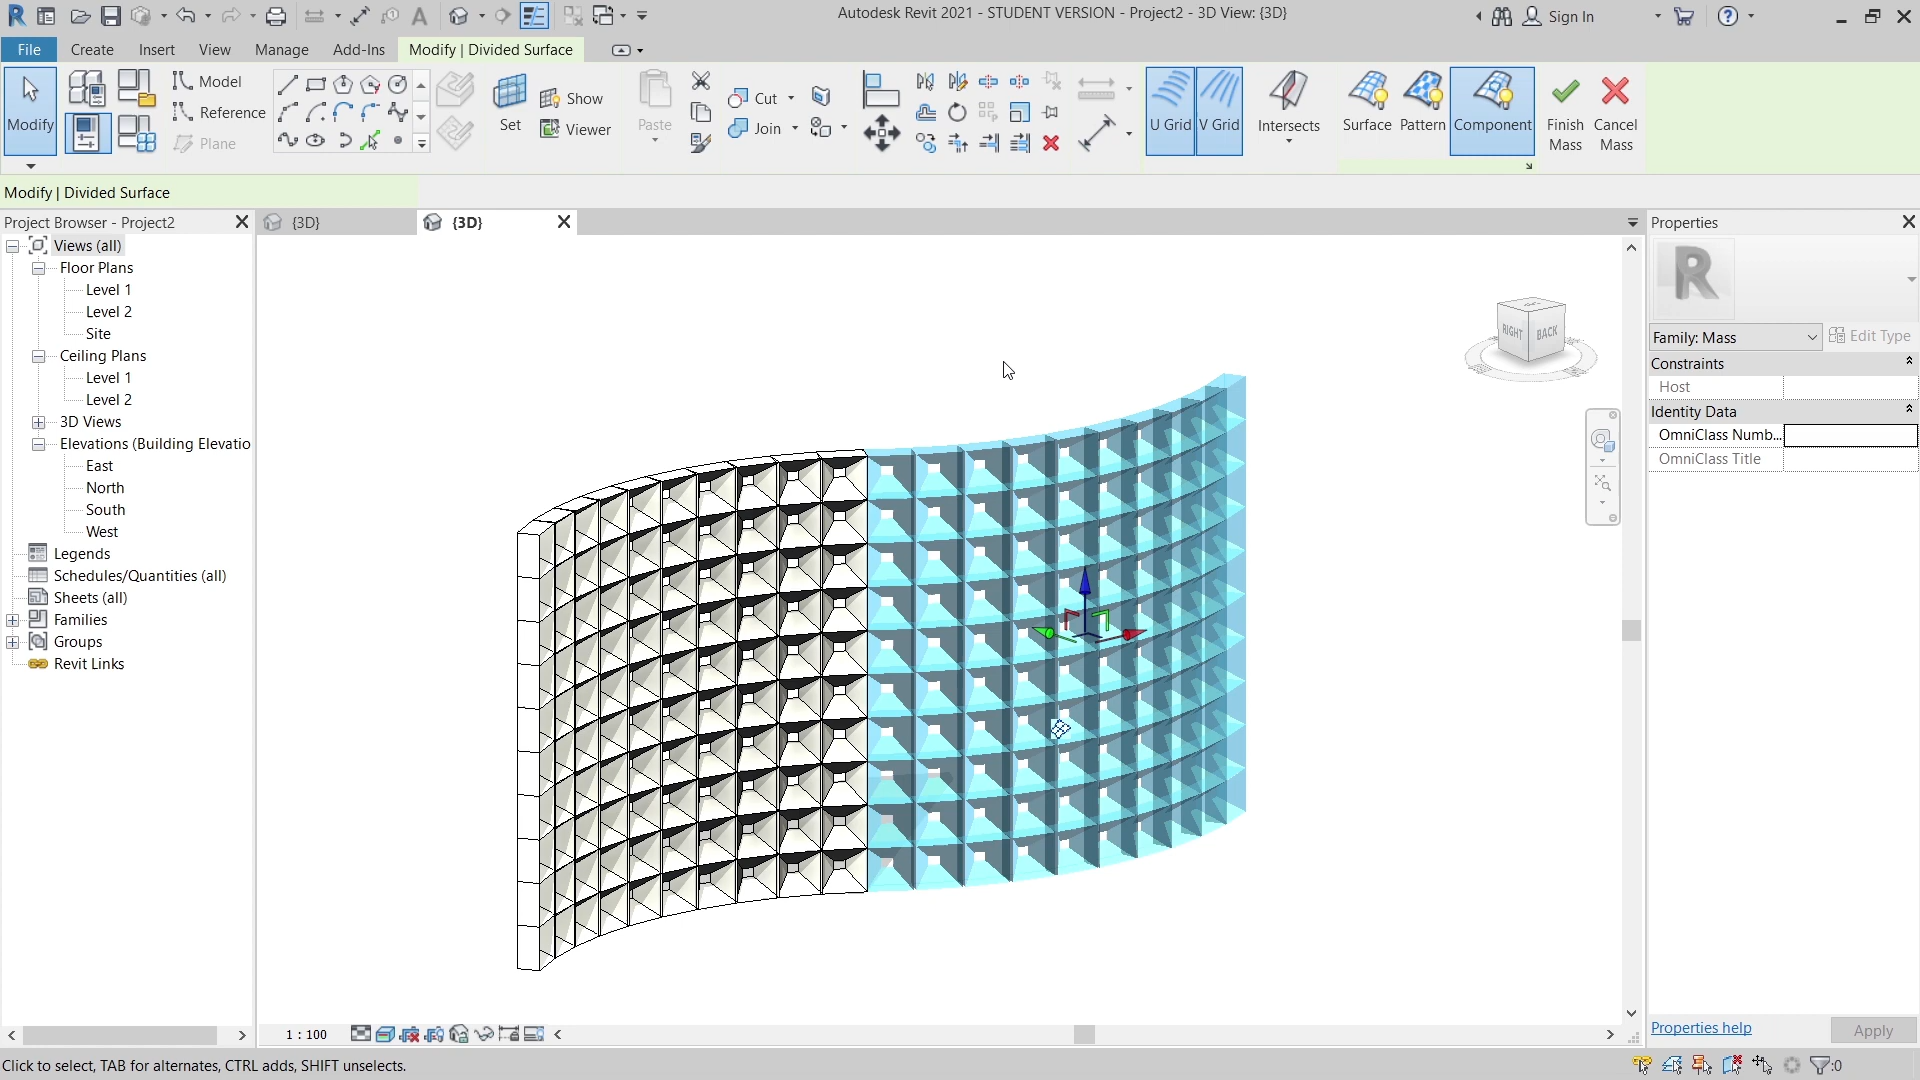 Autodesk Revit 2021 - STUDENT VERSION - Project2 - 3D View: {3D}
Sign In
File
Create
Insert
View
Manage
Add-Ins
Modify | Divided Surface
Modify
Model
Reference
Plane
Set
Show
Viewer
Paste
Cut
Join
U Grid
V Grid
Intersects
Surface
Pattern
Component
Finish
Mass
Cancel
Mass
Modify | Divided Surface
Project Browser - Project2
{3D}
{3D}
Properties
Views (all)
Floor Plans
Level 1
Level 2
Site
Ceiling Plans
Level 1
Level 2
3D Views
Elevations (Building Elevatio
East
North
South
West
Legends
Schedules/Quantities (all)
Sheets (all)
Families
Groups
Revit Links
RIGHT
BACK
R
Family: Mass
Edit Type
Constraints
Host
Identity Data
OmniClass Numb...
OmniClass Title
Properties help
Apply
1 : 100
Click to select, TAB for alternates, CTRL adds, SHIFT unselects.
:0